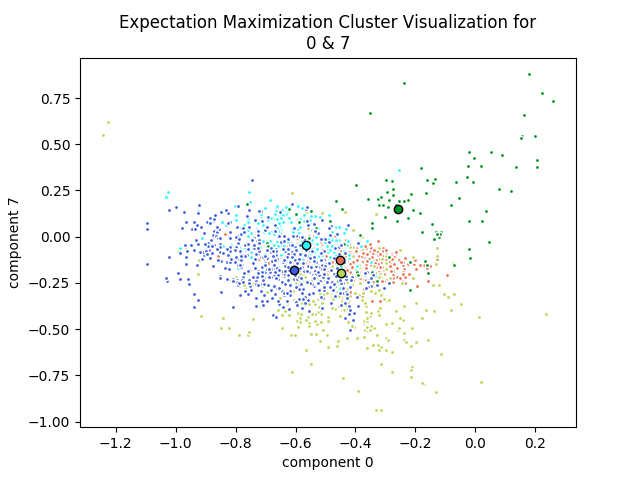 Expectation Maximization Cluster Visualization for
0 & 7
component 7
0.75
0.50
0.25
0.00
−0.25
−0.50
−0.75
−1.00
−1.2 −1.0 −0.8 −0.6 −0.4 −0.2 0.0 0.2
component 0